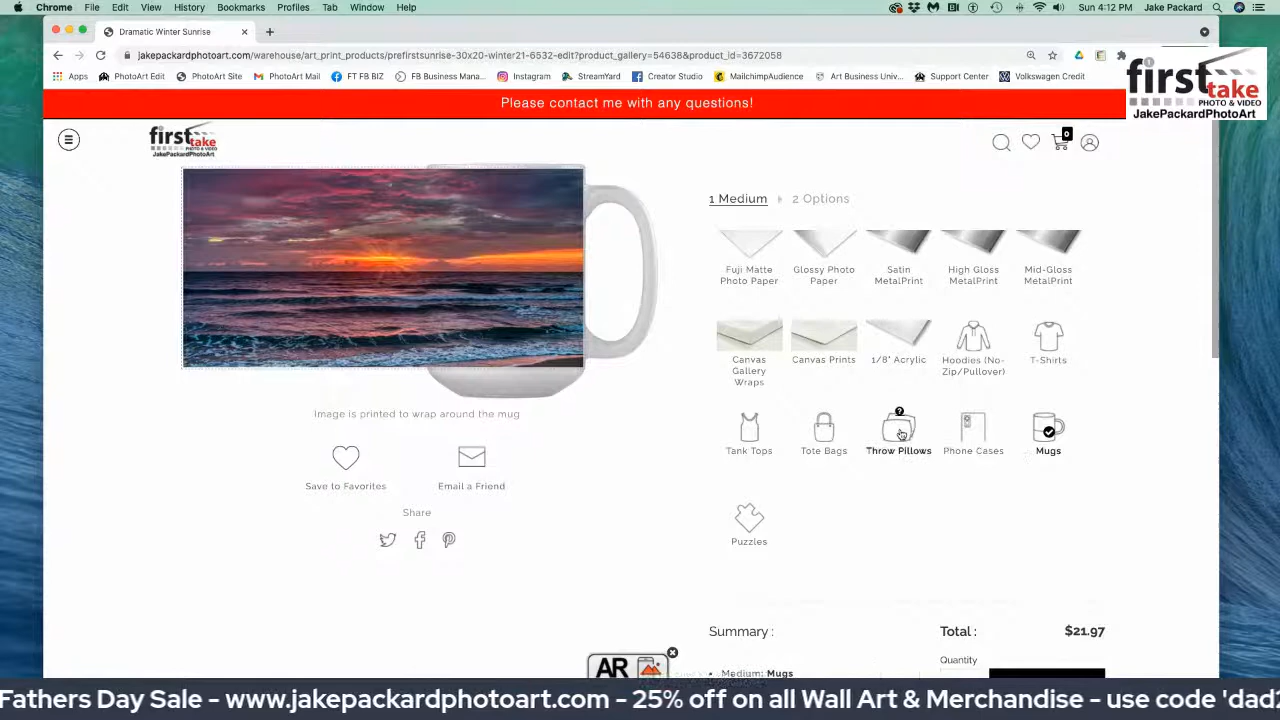 Chrome File Edit View History Bookmarks Profiles Tab Window Help Sun 4:12 PM Jake Packard
Dramatic Winter Sunrise
jakepackardphotoart.com/warehouse/art_print_products/prefirstsunrise-30x20-winter21-6532-edit?product_gallery=54638&product_id=3672058
Apps PhotoArt Edit PhotoArt Site PhotoArt Mail FT FB BIZ FB Business Mana... Instagram StreamYard Creator Studio MailchimpAudience Art Business Univ... Support Center Volkswagen Credit
first take
PHOTO & VIDEO
JakePackardPhotoArt
Please contact me with any questions!
first take
PHOTO & VIDEO
JakePackardPhotoArt
0
1 Medium 2 Options
Fuji Matte Photo Paper
Glossy Photo Paper
Satin MetalPrint
High Gloss MetalPrint
Mid-Gloss MetalPrint
Canvas Gallery Wraps
Canvas Prints
1/8" Acrylic
Hoodies (No-Zip/Pullover)
T-Shirts
Image is printed to wrap around the mug
?
Tank Tops Tote Bags Throw Pillows Phone Cases Mugs
Save to Favorites Email a Friend
Share
Puzzles
Summary : Total : $21.97
Quantity
AR
Medium: Mugs
Fathers Day Sale - www.jakepackardphotoart.com - 25% off on all Wall Art & Merchandise - use code 'dad